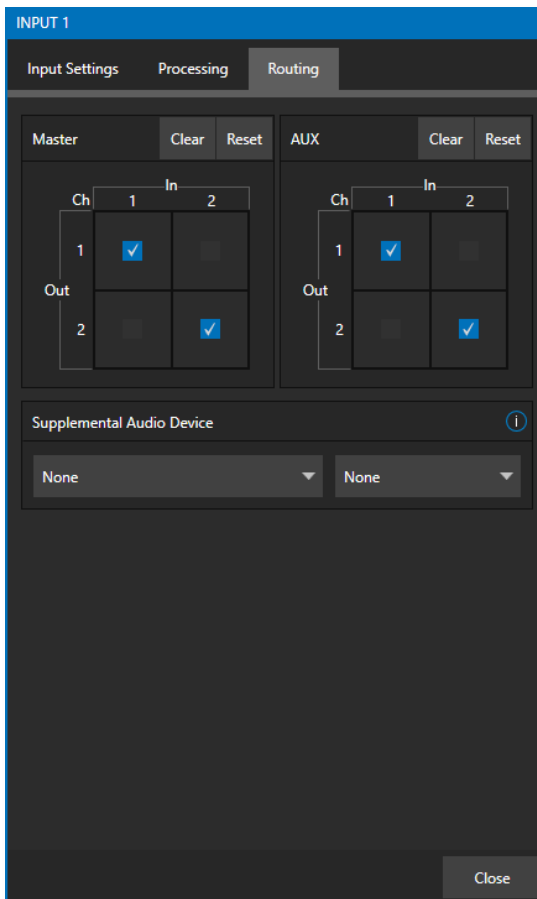 INPUT 1
Input Settings Processing Routing
Master Clear Reset AUX Clear Reset
In In
Ch 1 2 Ch 1 2
1 1
Out Out
2 2
Supplemental Audio Device i
None None
Close